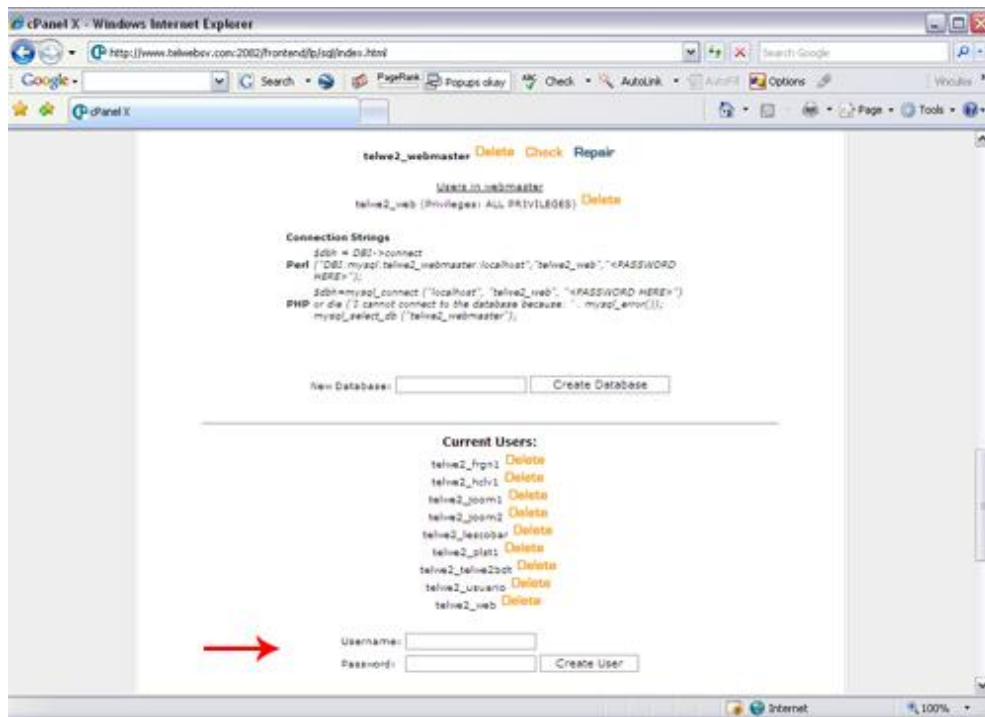 cPanel X - Windows Internet Explorer
http://www.telwebsv.com:2082/frontend/lp/sql/index.html
Search Google
Google
Search
PageRank
Popups okay
Check
AutoLink
AutoFill
Options
cPanel X
Page
Tools
telwe2_webmaster Delete Check Repair
Users in webmaster
telwe2_web (Privileges: ALL PRIVILEGES) Delete
Connection Strings
$dbh = DBI->connect
Perl ("DBI:mysql:telwe2_webmaster:localhost","telwe2_web","<PASSWORD
HERE>");
$dbh=mysql_connect ("localhost", "telwe2_web", "<PASSWORD HERE>")
PHP or die ('I cannot connect to the database because: ' . mysql_error());
mysql_select_db ("telwe2_webmaster");
New Database: Create Database
Current Users:
telwe2_frgn1 Delete
telwe2_hclv1 Delete
telwe2_joom1 Delete
telwe2_joom2 Delete
telwe2_lescobar Delete
telwe2_plat1 Delete
telwe2_telwe2bdt Delete
telwe2_usuario Delete
telwe2_web Delete
Username:
Password: Create User
Internet
100%